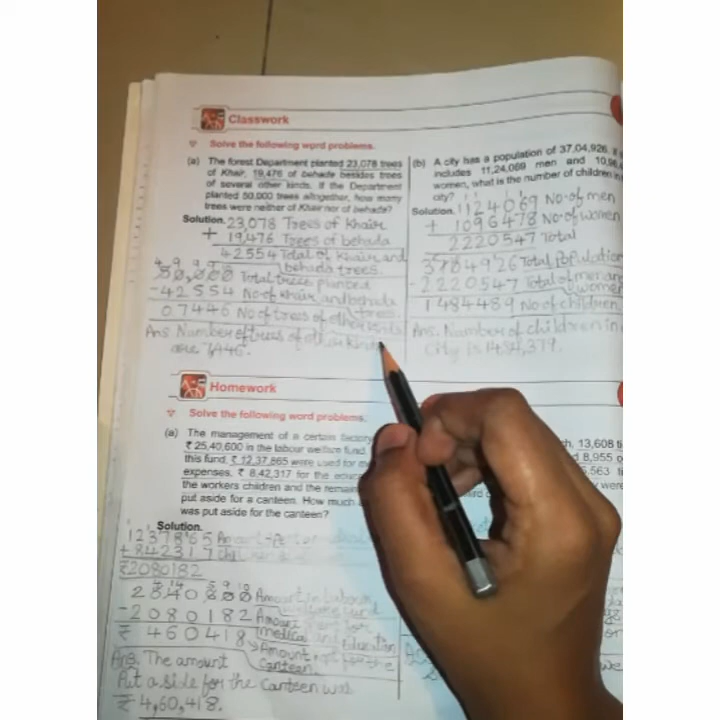 Classwork
Solve the following word problems.
(a) The forest Department planted 23,078 trees
of Khair, 19,476 of behada besides trees
of several other kinds. If the Department
planted 50,000 trees altogether, how many
trees were neither of Khair nor of behada?
Solution. 23,078 Trees of Khair
+ 19,476 Trees of behada
42554 Total of Khair and
behada trees.
50,000 Total trees planted
-42554 No of Khair and behada
trees.
07446 No of trees of other
Ans Number of trees of other kinds
are 7,446.
(b) A city has a population of 37,04,926. If
includes 11,24,069 men and
women, what is the number of children in
city?
Solution. 1124069 No. of men
+ 1096478 No of women
2220547 Total
3704926 Total Population
-2220547 Total of men and
women
1484489 No of children
Ans. Number of children in
City is
Homework
Solve the following word problems.
(a) The management of a certain factory
₹ 25,40,600 in the labour welfare fund.
this fund, ₹ 12,37,865 were used for
expenses, ₹ 8,42,317 for the
the workers children and the
put aside for a canteen. How much
was put aside for the canteen?
Solution.
1237865
+842317
₹2080182
Amount in labour
fund
-2080182 Amount
medical and Education
₹ 460418 Amount for the
canteen.
Ans. The amount
Put a side for the Canteen was
₹ 4,60,418.
13,608
8,955
were